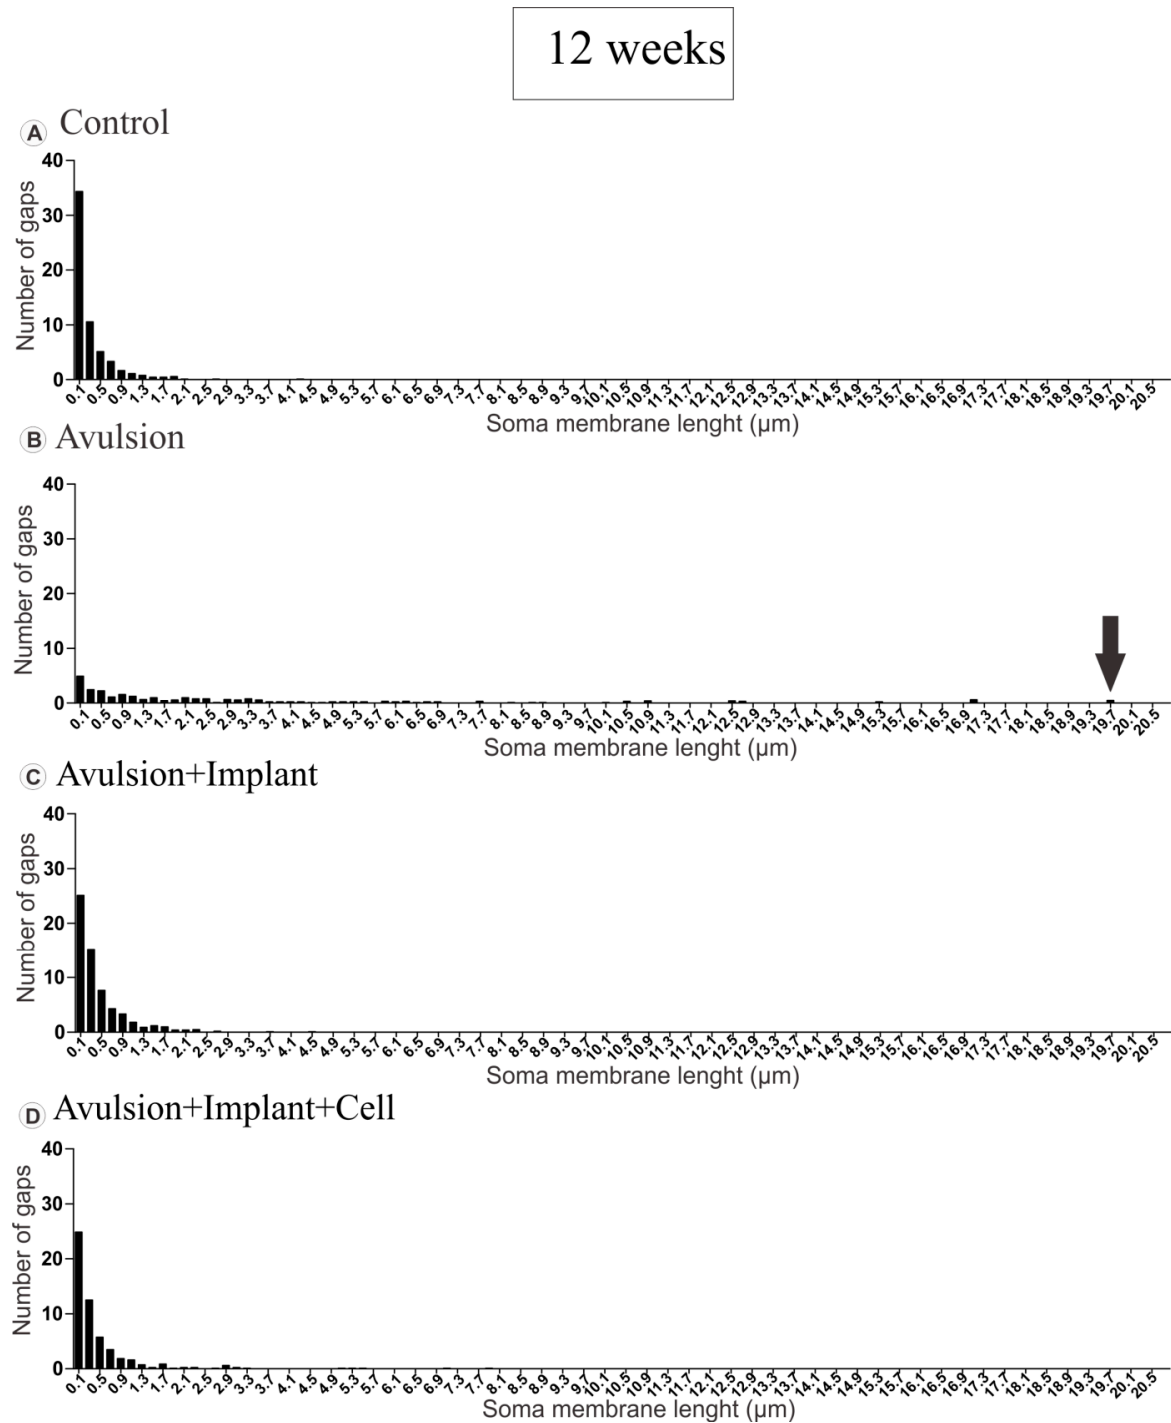 12 weeks
A Control
Number of gaps
40
30
20
10
0
0.1 0.5 0.9 1.3 1.7 2.1 2.5 2.9 3.3 3.7 4.1 4.5 4.9 5.3 5.7 6.1 6.5 6.9 7.3 7.7 8.1 8.5 8.9 9.3 9.7 10.1 10.5 10.9 11.3 11.7 12.1 12.5 12.9 13.3 13.7 14.1 14.5 14.9 15.3 15.7 16.1 16.5 16.9 17.3 17.7 18.1 18.5 18.9 19.3 19.7 20.1 20.5
Soma membrane lenght (µm)
B Avulsion
Number of gaps
40
30
20
10
0
0.1 0.5 0.9 1.3 1.7 2.1 2.5 2.9 3.3 3.7 4.1 4.5 4.9 5.3 5.7 6.1 6.5 6.9 7.3 7.7 8.1 8.5 8.9 9.3 9.7 10.1 10.5 10.9 11.3 11.7 12.1 12.5 12.9 13.3 13.7 14.1 14.5 14.9 15.3 15.7 16.1 16.5 16.9 17.3 17.7 18.1 18.5 18.9 19.3 19.7 20.1 20.5
Soma membrane lenght (µm)
C Avulsion+Implant
Number of gaps
40
30
20
10
0
0.1 0.5 0.9 1.3 1.7 2.1 2.5 2.9 3.3 3.7 4.1 4.5 4.9 5.3 5.7 6.1 6.5 6.9 7.3 7.7 8.1 8.5 8.9 9.3 9.7 10.1 10.5 10.9 11.3 11.7 12.1 12.5 12.9 13.3 13.7 14.1 14.5 14.9 15.3 15.7 16.1 16.5 16.9 17.3 17.7 18.1 18.5 18.9 19.3 19.7 20.1 20.5
Soma membrane lenght (µm)
D Avulsion+Implant+Cell
Number of gaps
40
30
20
10
0
0.1 0.5 0.9 1.3 1.7 2.1 2.5 2.9 3.3 3.7 4.1 4.5 4.9 5.3 5.7 6.1 6.5 6.9 7.3 7.7 8.1 8.5 8.9 9.3 9.7 10.1 10.5 10.9 11.3 11.7 12.1 12.5 12.9 13.3 13.7 14.1 14.5 14.9 15.3 15.7 16.1 16.5 16.9 17.3 17.7 18.1 18.5 18.9 19.3 19.7 20.1 20.5
Soma membrane lenght (µm)